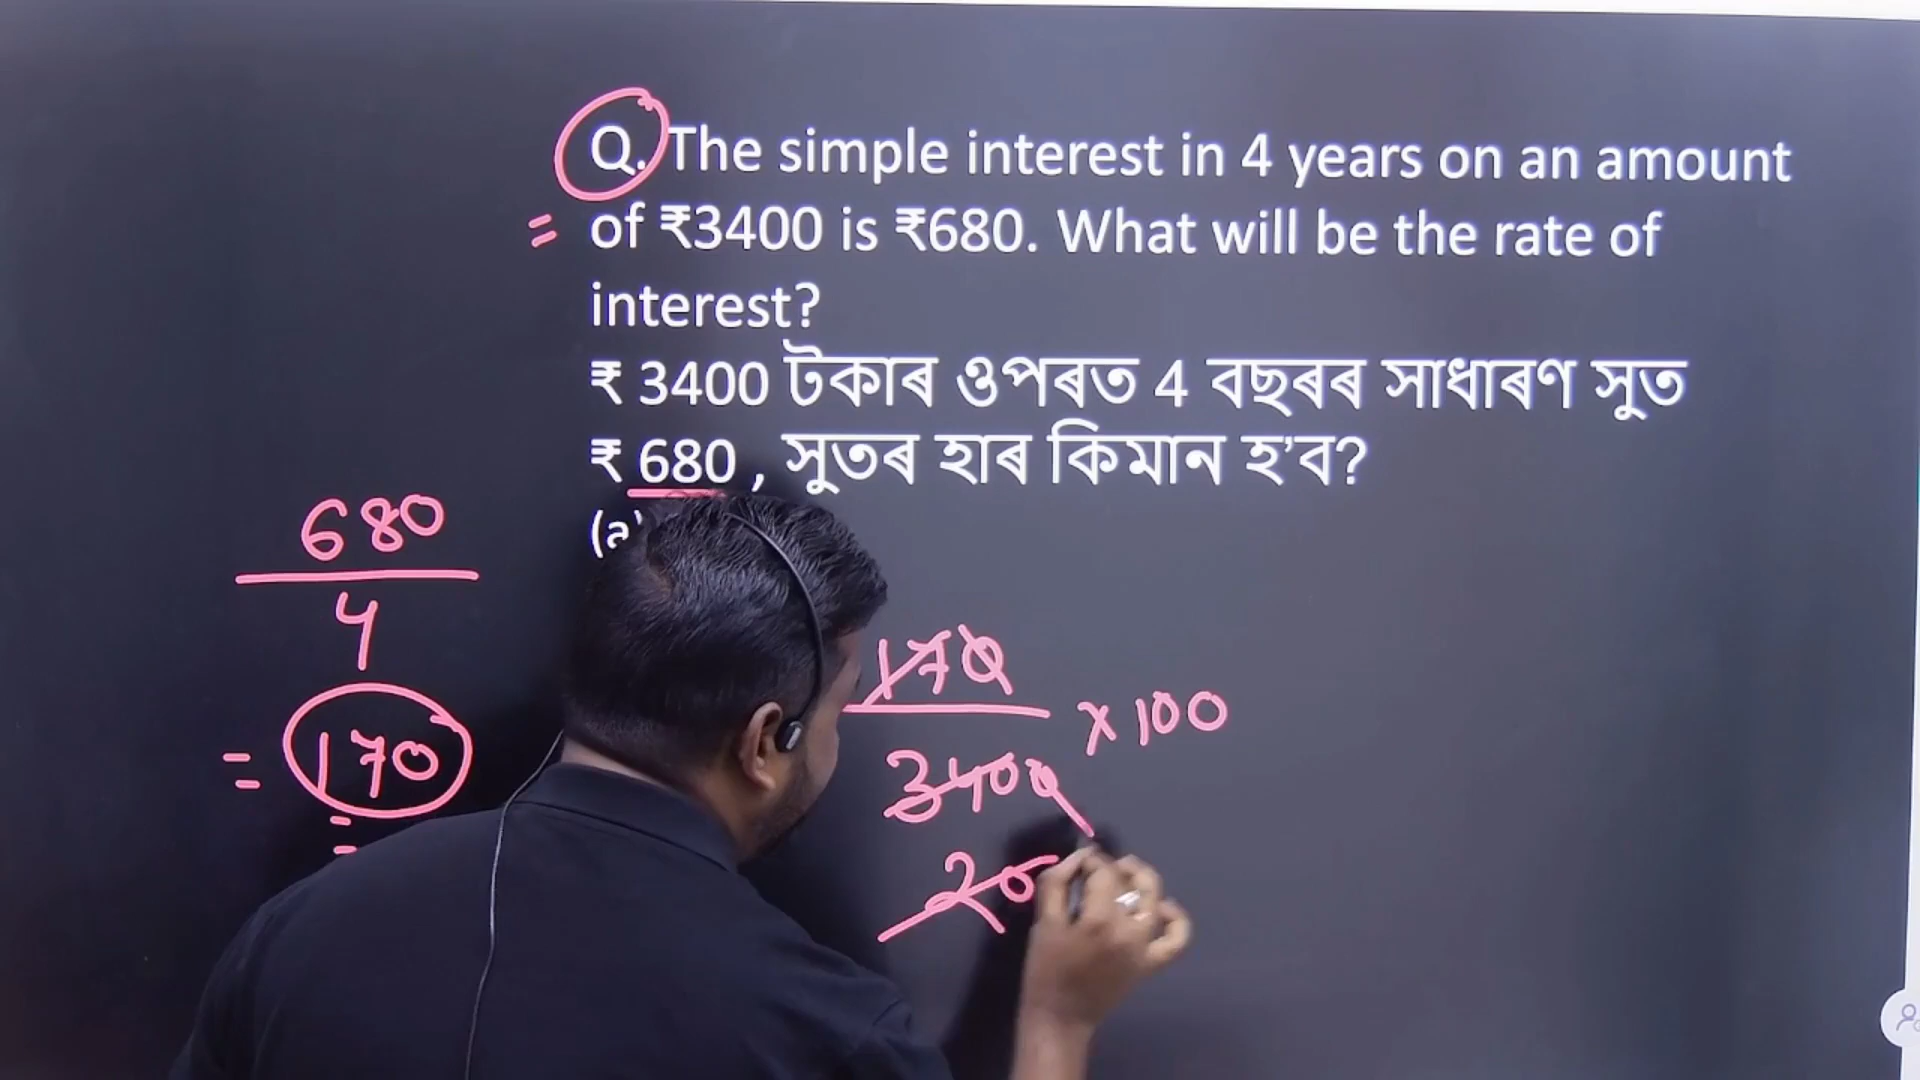 Q. The simple interest in 4 years on an amount
of ₹3400 is ₹680. What will be the rate of
interest?
₹ 3400 টকাৰ ওপৰত 4 বছৰৰ সাধাৰণ সুত
₹ 680 , সুতৰ হাৰ কিমান হ’ব?
(a)
680
4
= 170
170
3400
× 100
20